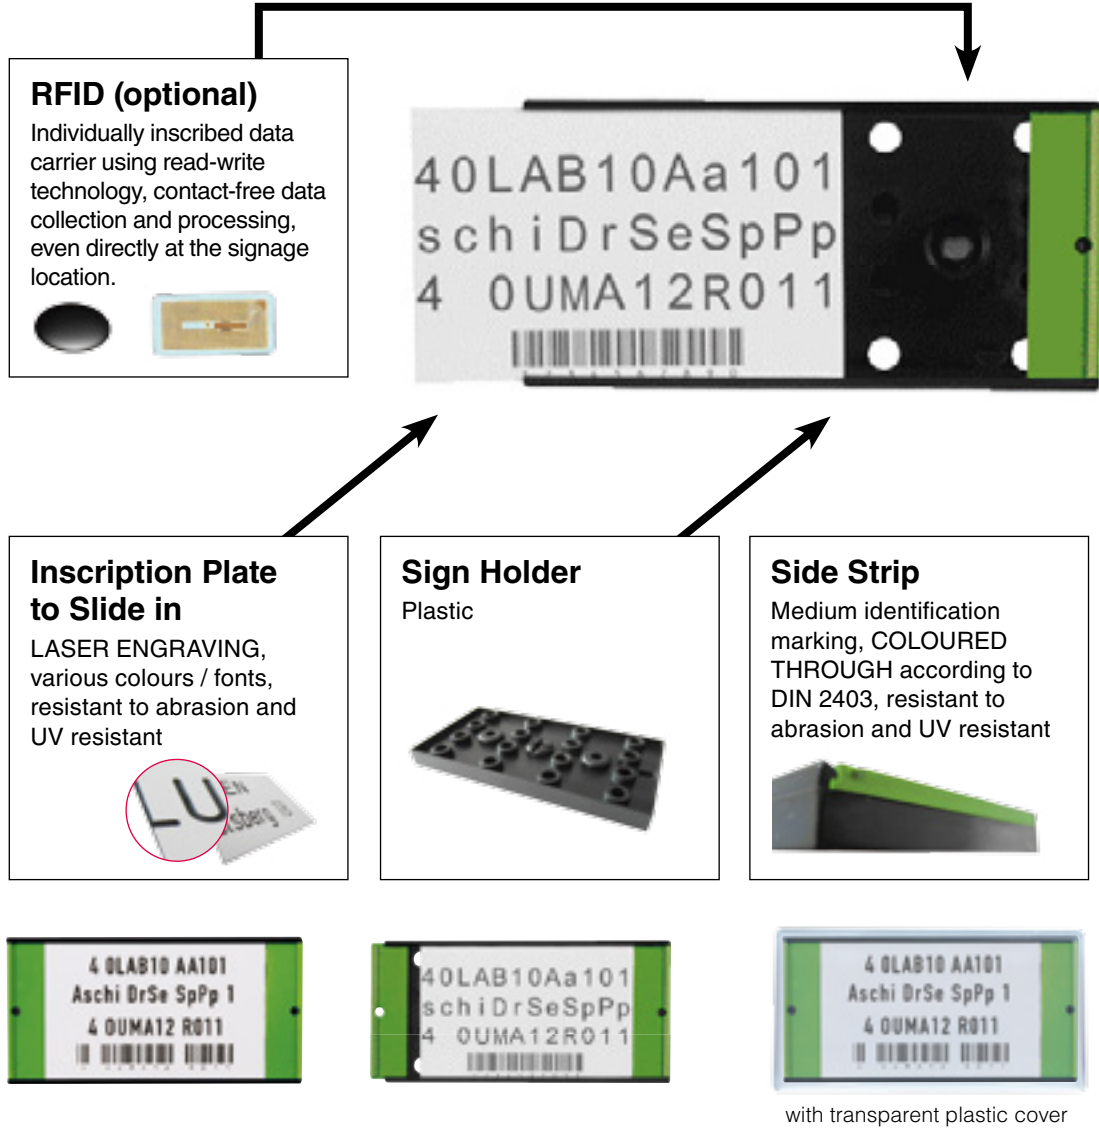 RFID (optional)
Individually inscribed data
carrier using read-write
technology, contact-free data
collection and processing,
even directly at the signage
location.
40LAB10Aa101
schiDrSeSpPp
4 0UMA12R011
Inscription Plate
to Slide in
LASER ENGRAVING,
various colours / fonts,
resistant to abrasion and
UV resistant
LU
EN
Sign Holder
Plastic
Side Strip
Medium identification
marking, COLOURED
THROUGH according to
DIN 2403, resistant to
abrasion and UV resistant
4 0LAB10 AA101
Aschi DrSe SpPp 1
4 0UMA12 R011
40LAB10Aa101
schiDrSeSpPp
4 0UMA12R011
4 0LAB10 AA101
Aschi DrSe SpPp 1
4 0UMA12 R011
with transparent plastic cover